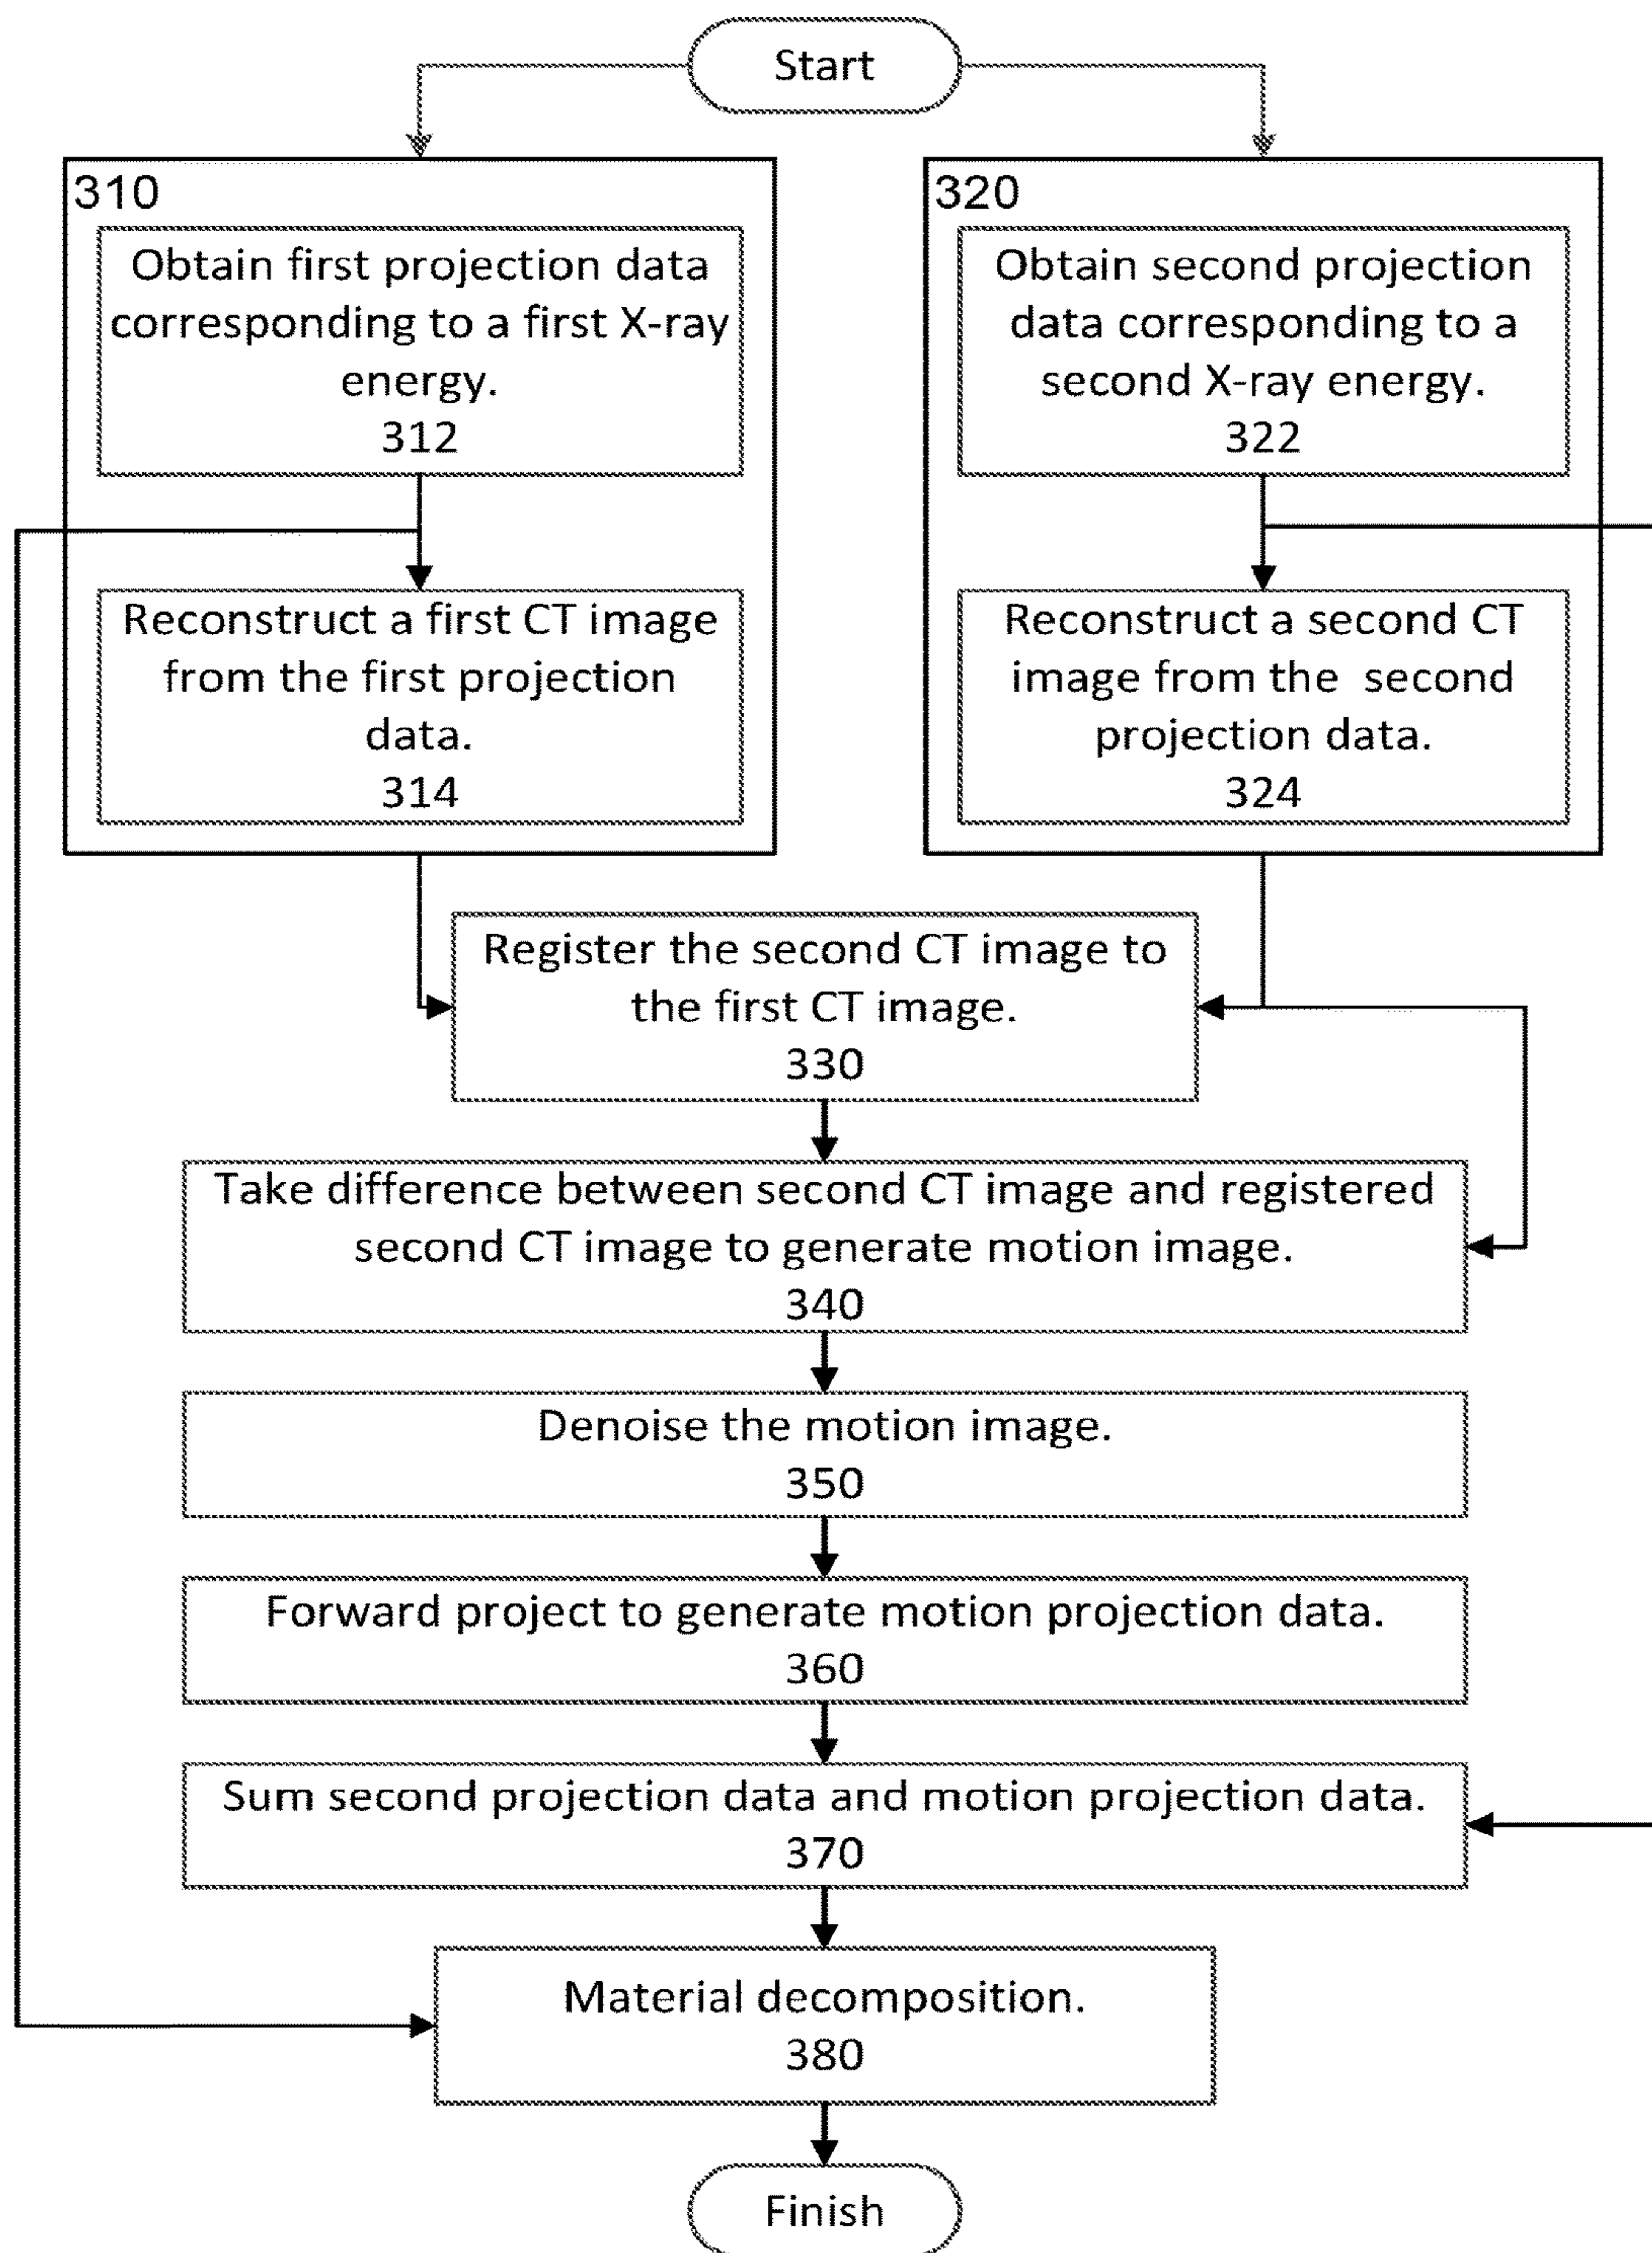 Start
310
Obtain first projection data
corresponding to a first X-ray
energy.
312
Reconstruct a first CT image
from the first projection
data.
314
320
Obtain second projection
data corresponding to a
second X-ray energy.
322
Reconstruct a second CT
image from the second
projection data.
324
Register the second CT image to
the first CT image.
330
Take difference between second CT image and registered
second CT image to generate motion image.
340
Denoise the motion image.
350
Forward project to generate motion projection data.
360
Sum second projection data and motion projection data.
370
Material decomposition.
380
Finish